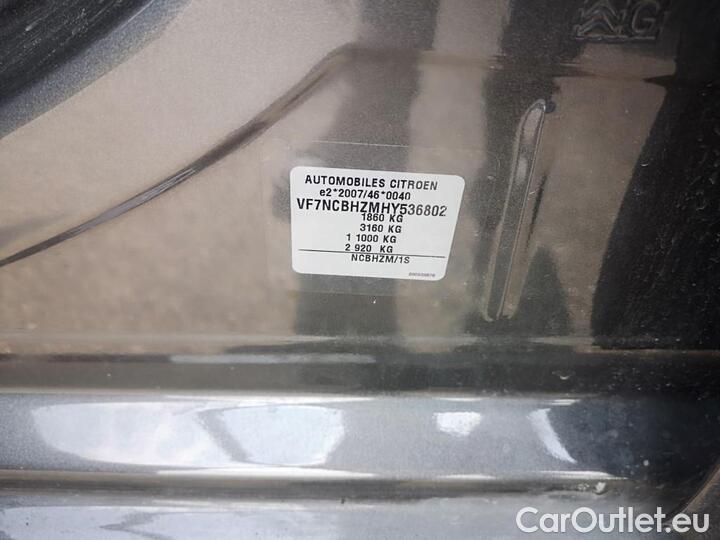 G
AUTOMOBILES CITROEN
e2*2007/46*0040
VF7NCBHZMHY536802
1860 KG
3160 KG
1 1000 KG
2 920 KG
NCBHZM/1S
CarOutlet.eu